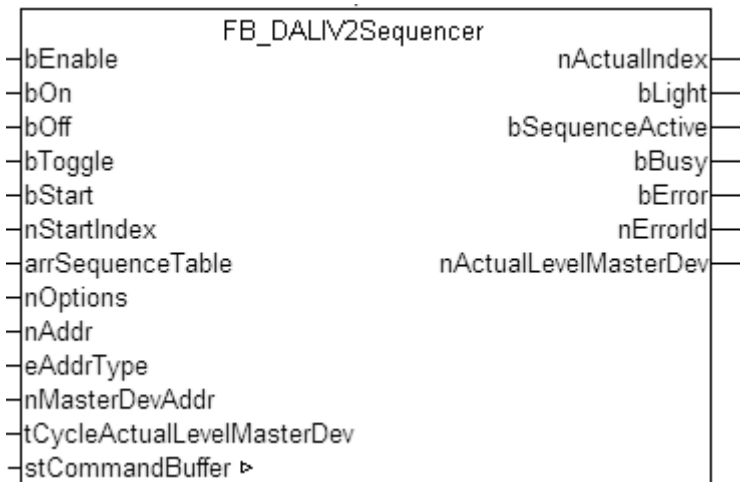 FB_DALIV2Sequencer
bEnable nActualIndex
bOn bLight
bOff bSequenceActive
bToggle bBusy
bStart bError
nStartIndex nErrorId
arrSequenceTable nActualLevelMasterDev
nOptions
nAddr
eAddrType
nMasterDevAddr
tCycleActualLevelMasterDev
stCommandBuffer ▹